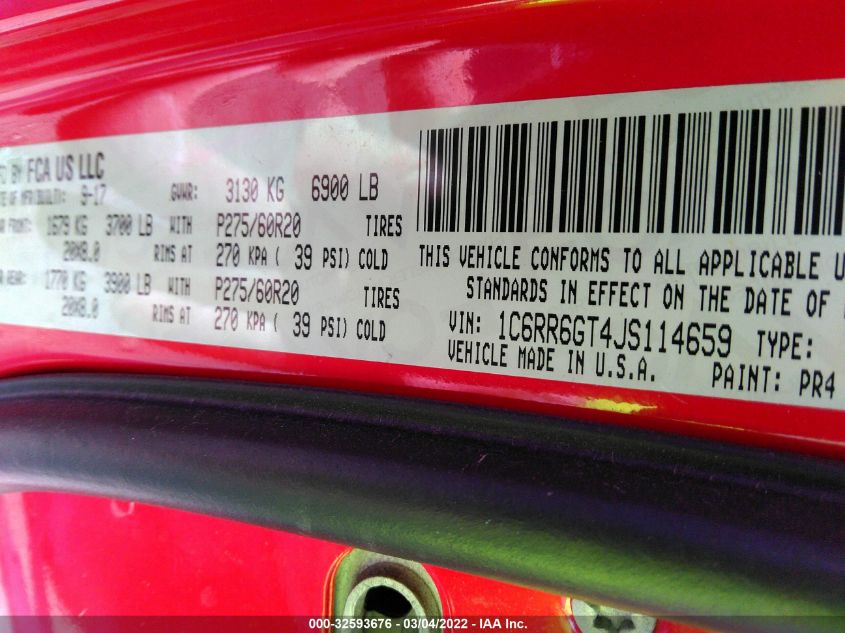 FCA US LLC
9-17 GVWR: 3130 KG 6900 LB
FRONT: 1679 KG 3700 LB WITH P275/60R20 TIRES
20X8.0 RIMS AT 270 KPA ( 39 PSI) COLD
REAR: 1770 KG 3900 LB WITH P275/60R20 TIRES
20X8.0 RIMS AT 270 KPA ( 39 PSI) COLD
THIS VEHICLE CONFORMS TO ALL APPLICABLE
STANDARDS IN EFFECT ON THE DATE OF
VIN: 1C6RR6GT4JS114659 TYPE:
VEHICLE MADE IN U.S.A. PAINT: PR4
000-32593676 - 03/04/2022 - IAA Inc.